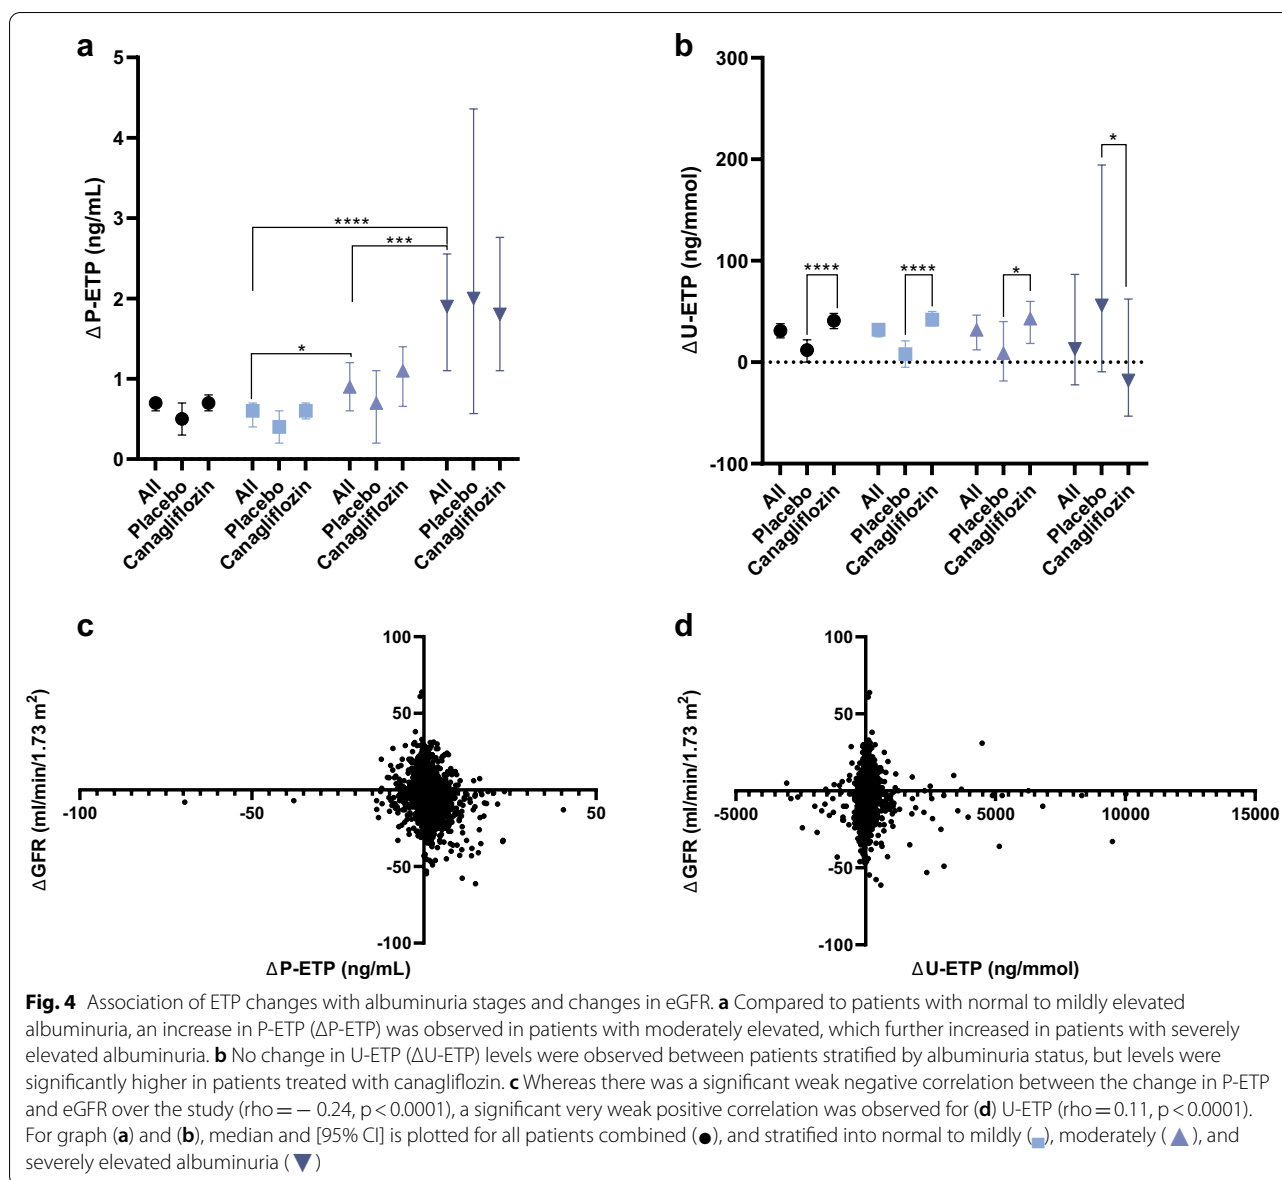 a
5
4
3
2
1
0
ΔP-ETP (ng/mL)
****
***
*
All
Placebo
Canagliflozin
All
Placebo
Canagliflozin
All
Placebo
Canagliflozin
All
Placebo
Canagliflozin
b
300
200
100
0
-100
ΔU-ETP (ng/mmol)
****
****
*
*
All
Placebo
Canagliflozin
All
Placebo
Canagliflozin
All
Placebo
Canagliflozin
All
Placebo
Canagliflozin
c
100
50
-50
-100
-100
-50
50
ΔGFR (ml/min/1.73 m²)
ΔP-ETP (ng/mL)
d
100
50
-50
-100
-5000
5000
10000
15000
ΔGFR (ml/min/1.73 m²)
ΔU-ETP (ng/mmol)
Fig. 4 Association of ETP changes with albuminuria stages and changes in eGFR. a Compared to patients with normal to mildly elevated
albuminuria, an increase in P-ETP (ΔP-ETP) was observed in patients with moderately elevated, which further increased in patients with severely
elevated albuminuria. b No change in U-ETP (ΔU-ETP) levels were observed between patients stratified by albuminuria status, but levels were
significantly higher in patients treated with canagliflozin. c Whereas there was a significant weak negative correlation between the change in P-ETP
and eGFR over the study (rho = − 0.24, p < 0.0001), a significant very weak positive correlation was observed for (d) U-ETP (rho = 0.11, p < 0.0001).
For graph (a) and (b), median and [95% CI] is plotted for all patients combined (●), and stratified into normal to mildly (■), moderately (▲), and
severely elevated albuminuria (▼)